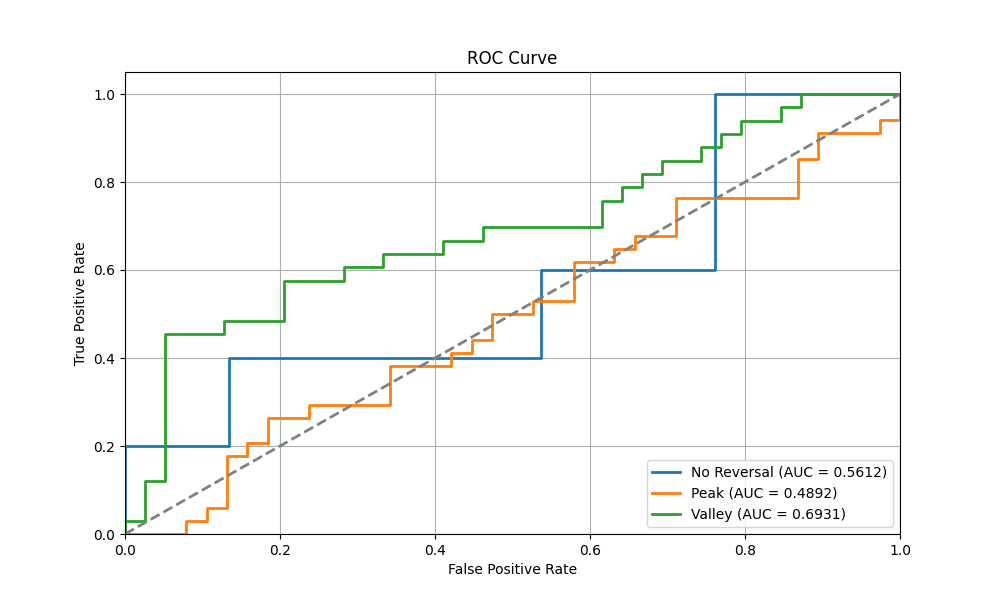 ROC Curve
True Positive Rate
1.0
0.8
0.6
0.4
0.2
0.0
0.0 0.2 0.4 0.6 0.8 1.0
False Positive Rate
No Reversal (AUC = 0.5612)
Peak (AUC = 0.4892)
Valley (AUC = 0.6931)